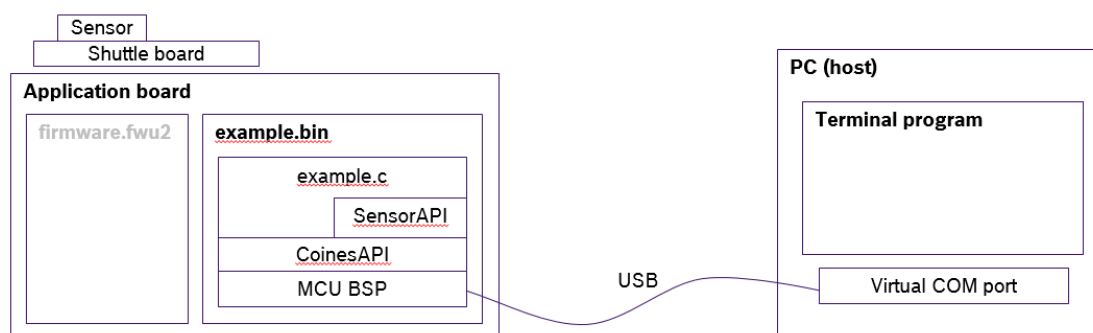 Sensor
Shuttle board
Application board
firmware.fwu2
example.bin
example.c
SensorAPI
CoinesAPI
MCU BSP
USB
PC (host)
Terminal program
Virtual COM port